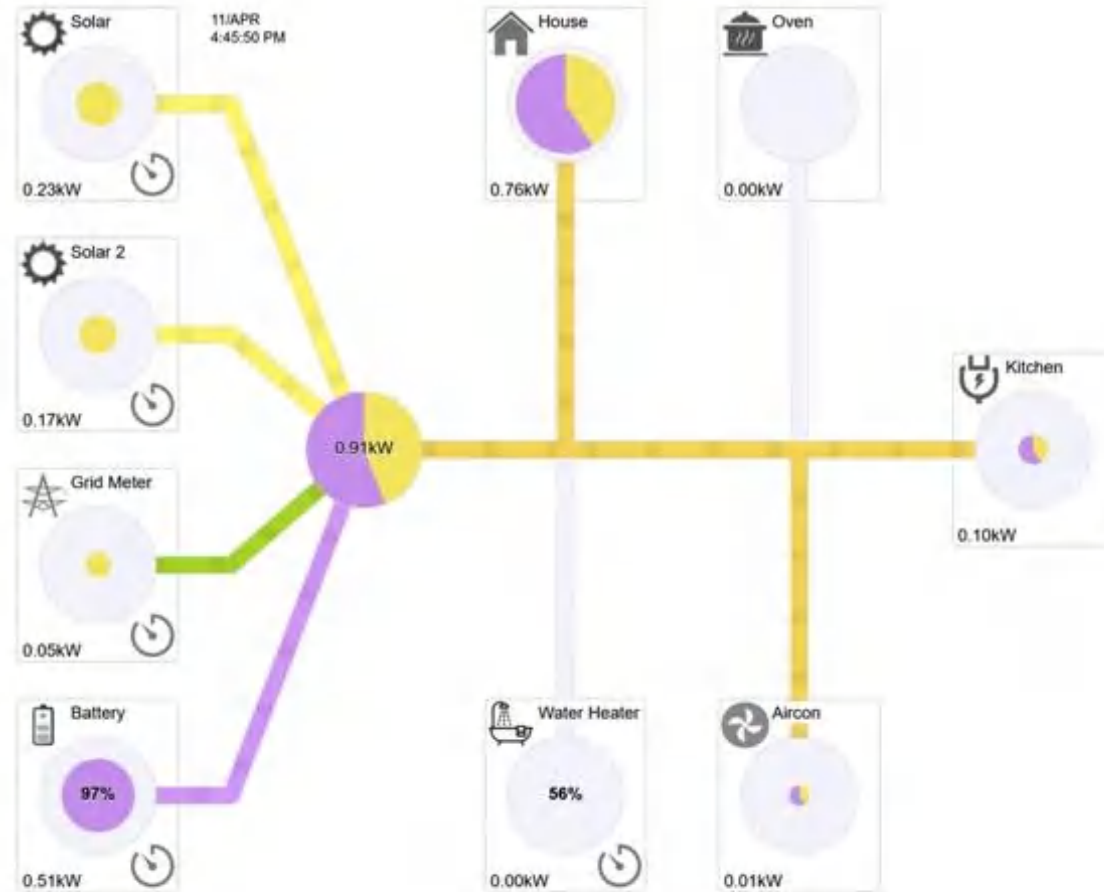 Solar
11/APR
4:45:50 PM
0.23kW
House
0.76kW
Oven
0.00kW
Solar 2
0.17kW
Kitchen
0.10kW
0.91kW
Grid Meter
0.05kW
Battery
97%
0.51kW
Water Heater
56%
0.00kW
Aircon
0.01kW